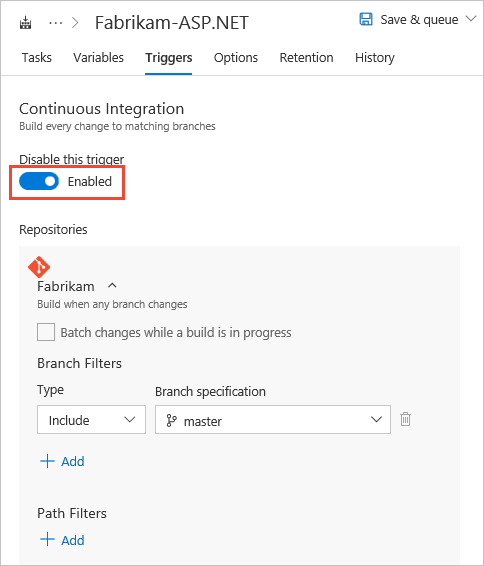 ··· > Fabrikam-ASP.NET Save & queue
Tasks Variables Triggers Options Retention History
Continuous Integration
Build every change to matching branches
Disable this trigger
Enabled
Repositories
Fabrikam
Build when any branch changes
Batch changes while a build is in progress
Branch Filters
Type Branch specification
Include master
+ Add
Path Filters
+ Add